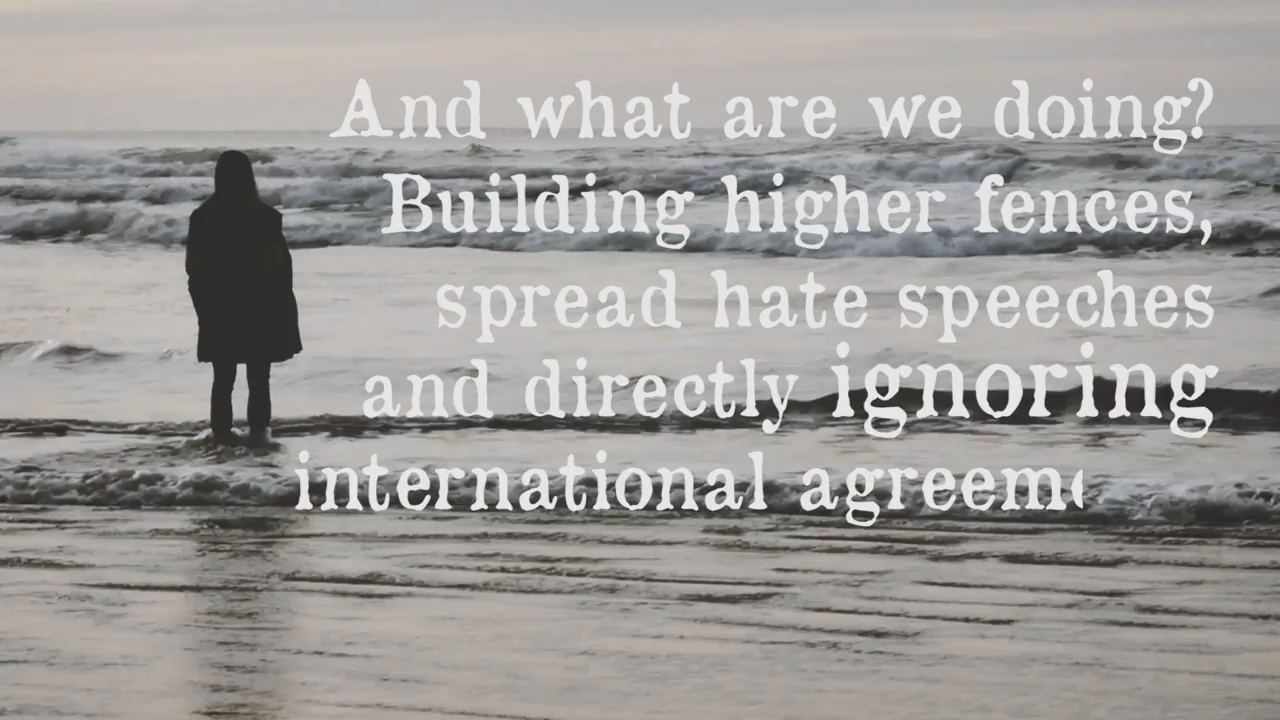 And what are we doing?
Building higher fences,
spread hate speeches
and directly ignoring
international agreem